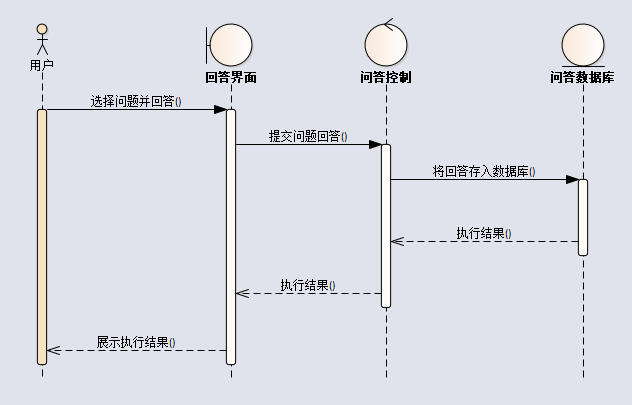 用户
回答界面
问答控制
问答数据库
选择问题并回答()
提交问题回答()
将回答存入数据库()
执行结果()
执行结果()
展示执行结果()